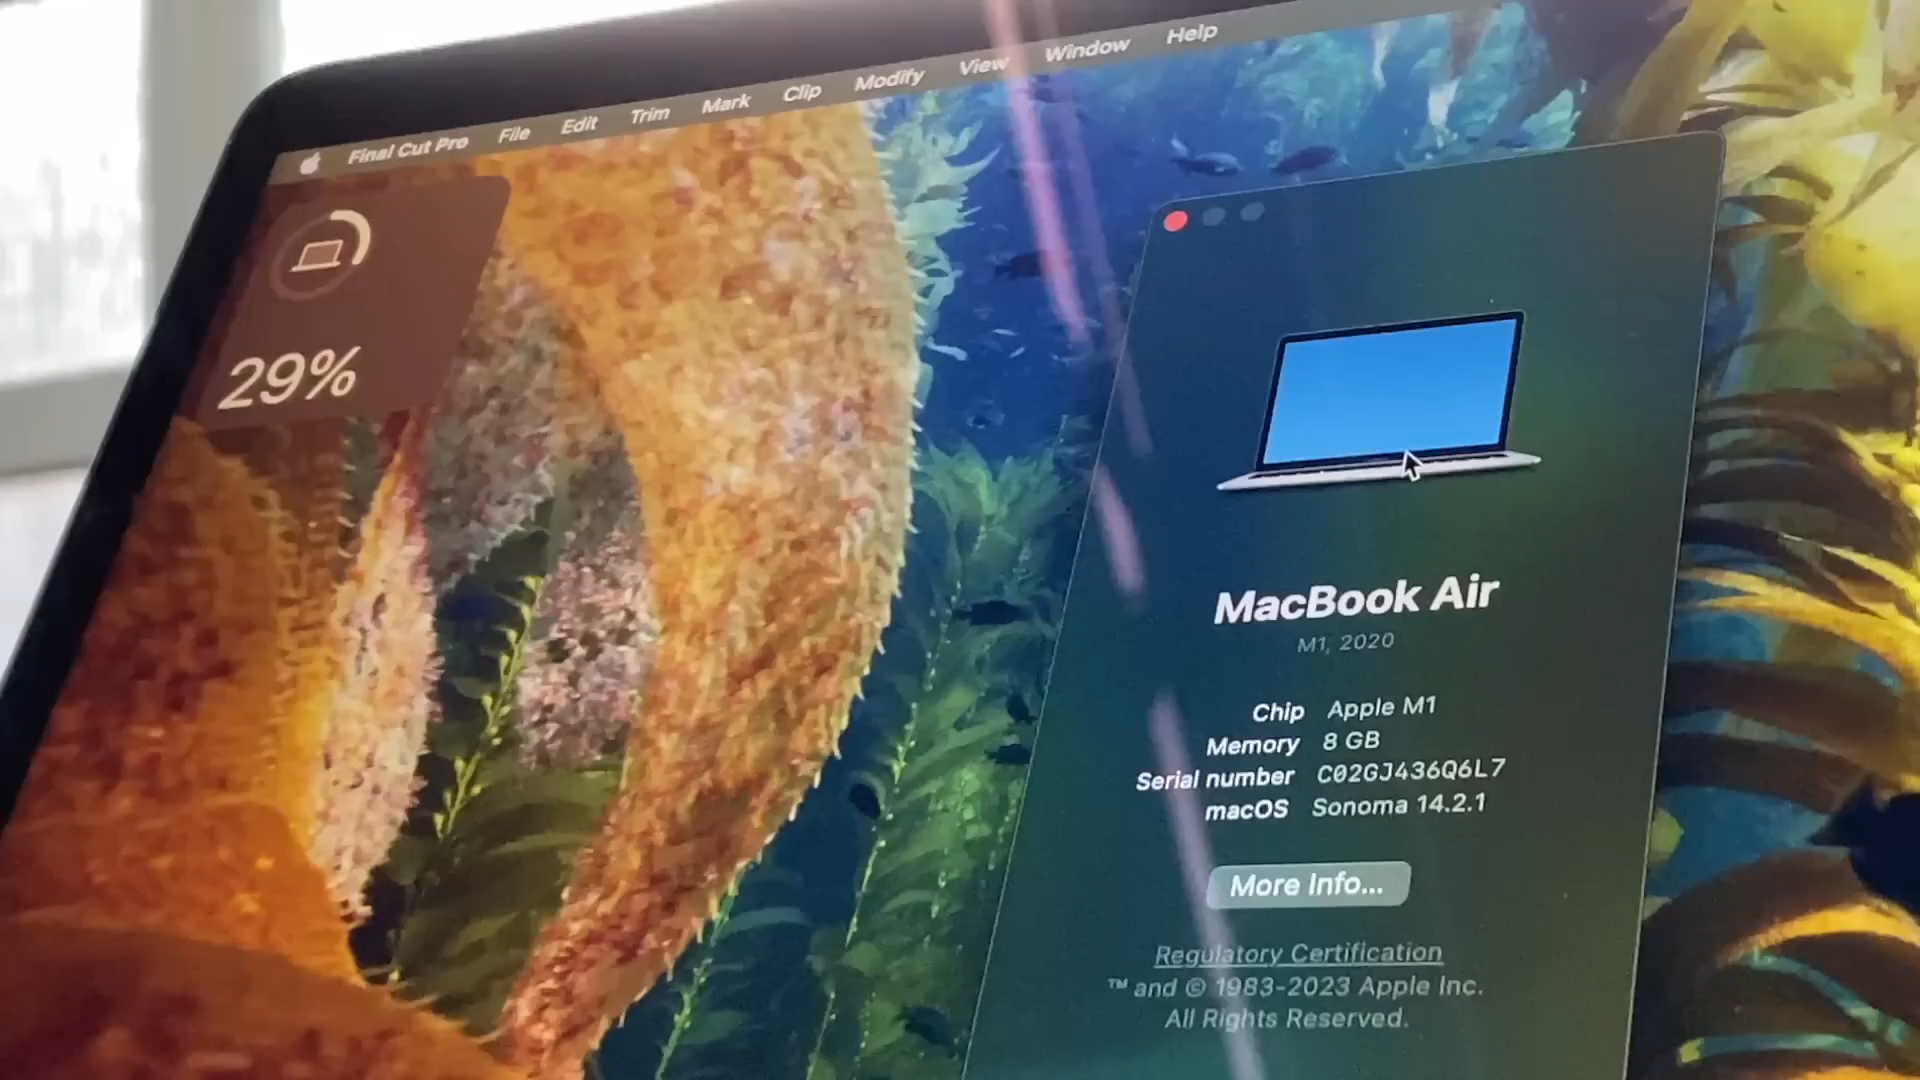 Final Cut Pro File Edit Trim Mark Clip Modify View Window Help
29%
MacBook Air
M1, 2020
Chip Apple M1
Memory 8 GB
Serial number C02GJ436Q6L7
macOS Sonoma 14.2.1
More Info...
Regulatory Certification
™ and © 1983-2023 Apple Inc.
All Rights Reserved.